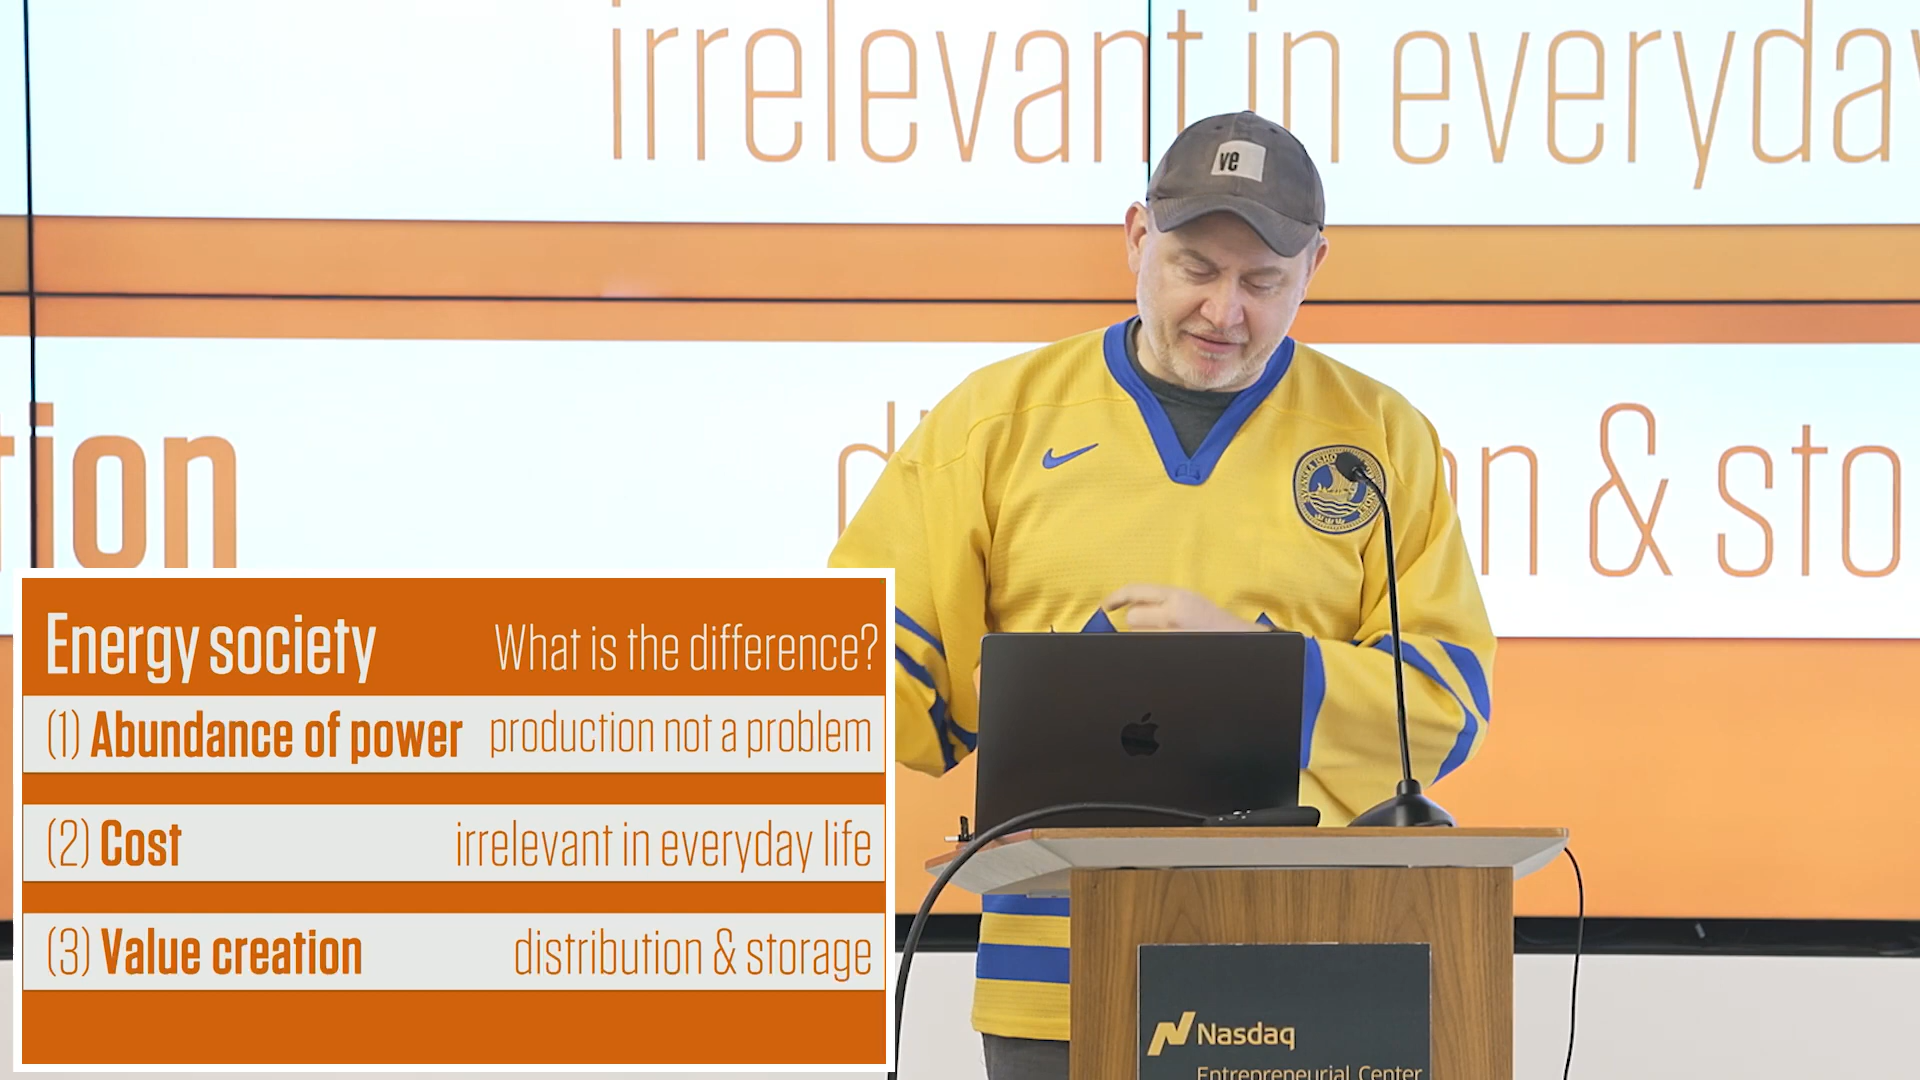 irrelevant in everyday
tion
& sto
ve
Energy society What is the difference?
(1) Abundance of power production not a problem
(2) Cost irrelevant in everyday life
(3) Value creation distribution & storage
Nasdaq
Entrepreneurial Center